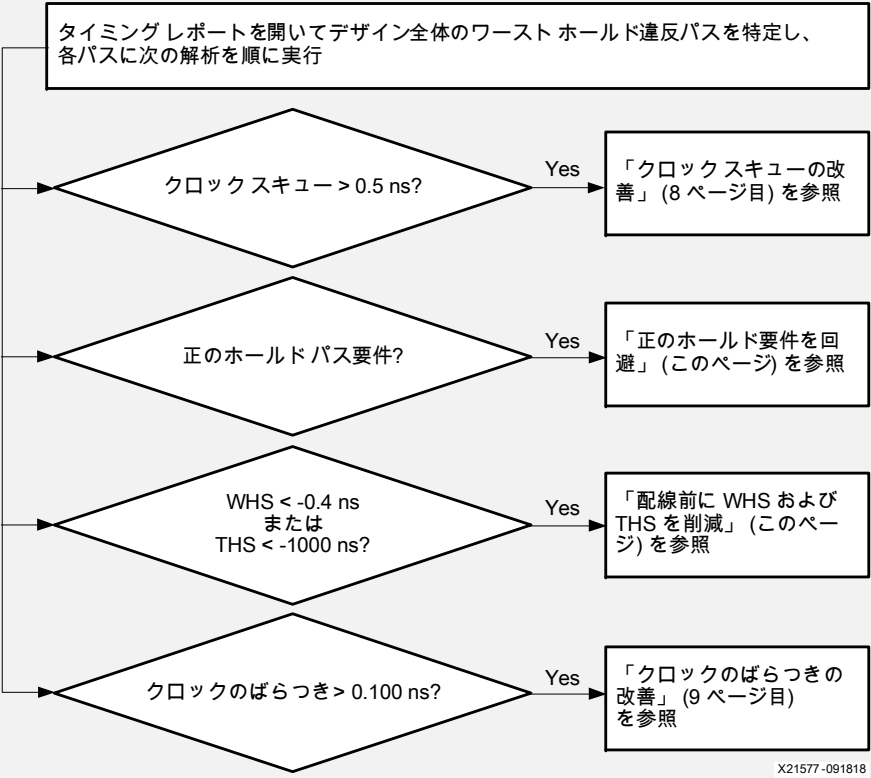 タイミング レポートを開いてデザイン全体のワースト ホールド違反パスを特定し、
各パスに次の解析を順に実行
クロック スキュー > 0.5 ns?
Yes
「クロック スキューの改
善」 (8 ページ目) を参照
正のホールド パス要件?
Yes
「正のホールド要件を回
避」 (このページ) を参照
WHS < -0.4 ns
または
THS < -1000 ns?
Yes
「配線前に WHS および
THS を削減」 (このペー
ジ) を参照
クロックのばらつき> 0.100 ns?
Yes
「クロックのばらつきの
改善」 (9 ページ目)
を参照
X21577-091818